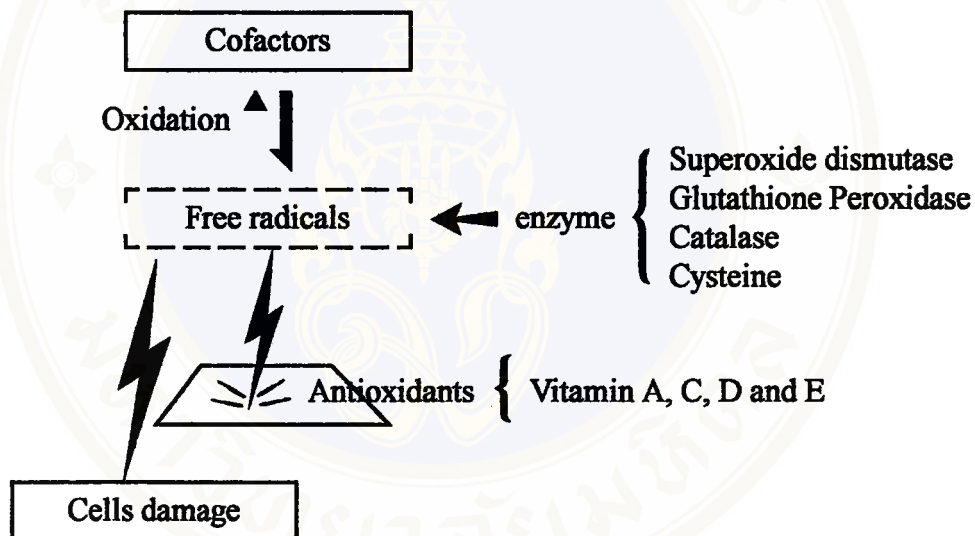 Cofactors
Oxidation
Free radicals
enzyme
Superoxide dismutase
Glutathione Peroxidase
Catalase
Cysteine
Antioxidants
Vitamin A, C, D and E
Cells damage